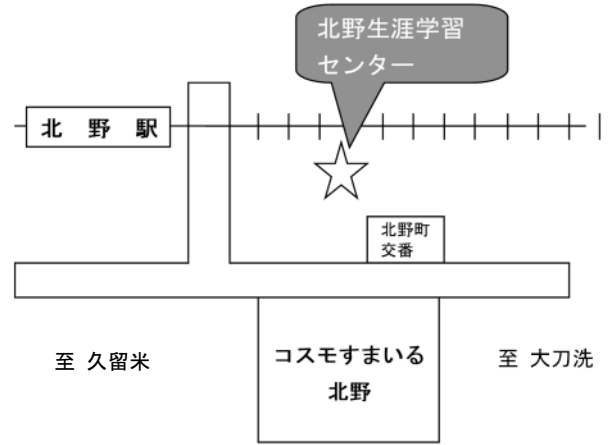 北野生涯学習
センター
北 野 駅
北野町
交番
コスモすまいる
北野
至 久留米
至 大刀洗